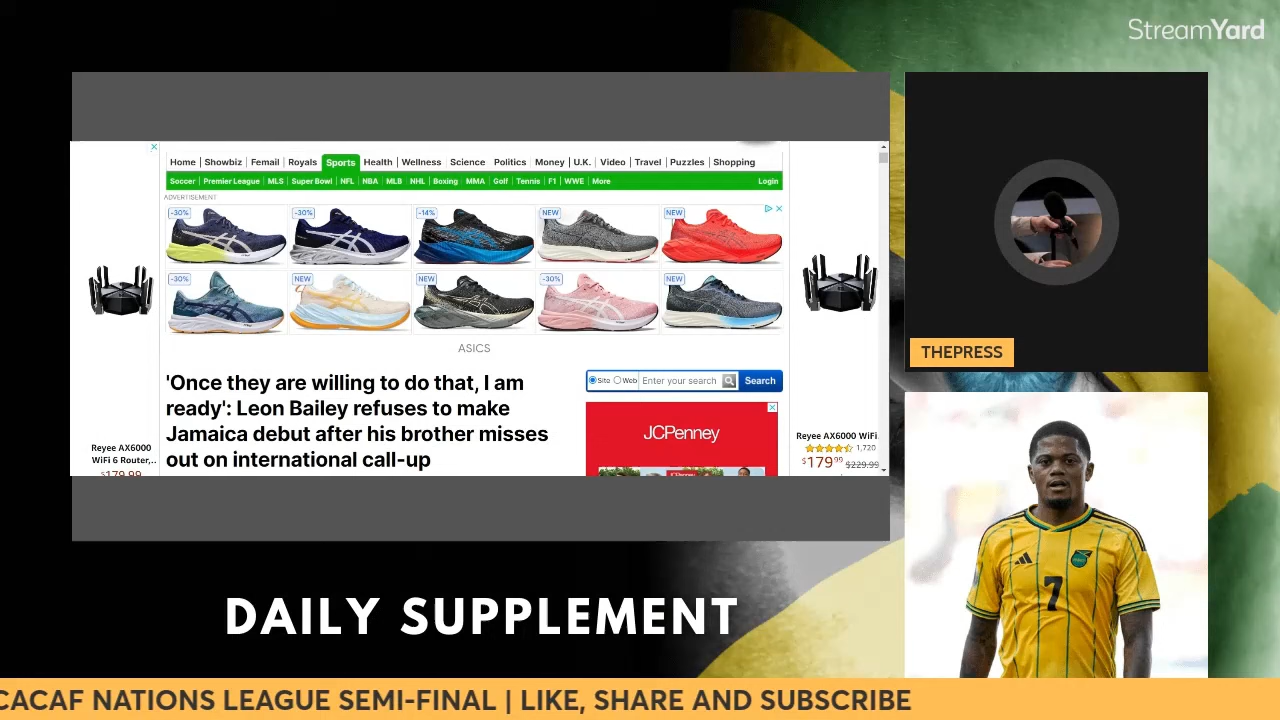 StreamYard
Home | Showbiz | Femail | Royals | Sports | Health | Wellness | Science | Politics | Money | U.K. | Video | Travel | Puzzles | Shopping
Soccer | Premier League | MLS | Super Bowl | NFL | NBA | MLB | NHL | Boxing | MMA | Golf | Tennis | F1 | WWE | More
Login
ADVERTISEMENT
-30%
-30%
-14%
NEW
NEW
-30%
NEW
NEW
-30%
NEW
ASICS
'Once they are willing to do that, I am
ready': Leon Bailey refuses to make
Jamaica debut after his brother misses
out on international call-up
Site Web Enter your search Search
JCPenney
JCPenney
Reyee AX6000
WiFi 6 Router,..
$179.99
Reyee AX6000 WiFi
1,720
$179 99 $229.99
THEPRESS
7
DAILY SUPPLEMENT
CACAF NATIONS LEAGUE SEMI-FINAL | LIKE, SHARE AND SUBSCRIBE